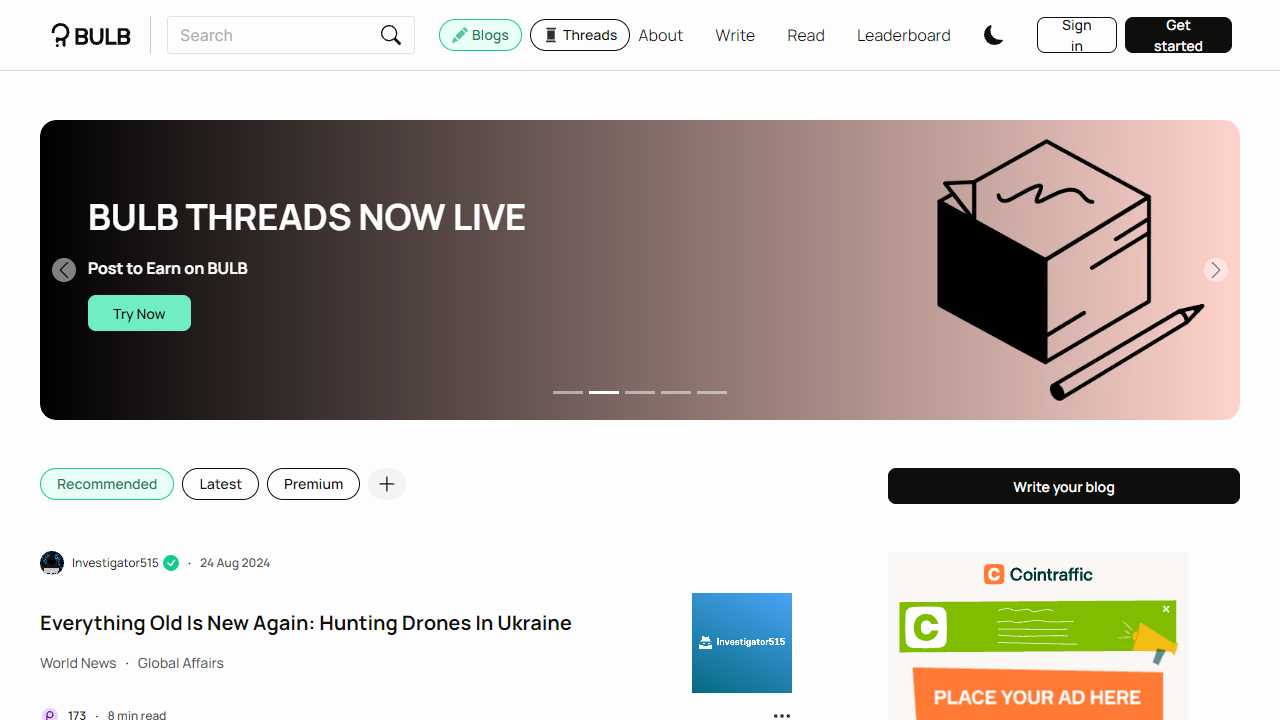 BULB
Search
Blogs
Threads
About
Write
Read
Leaderboard
Sign in
Get started
BULB THREADS NOW LIVE
Post to Earn on BULB
Try Now
Recommended
Latest
Premium
Write your blog
Investigator515 · 24 Aug 2024
Everything Old Is New Again: Hunting Drones In Ukraine
World News · Global Affairs
Investigator515
173 · 8 min read
Cointraffic
C
PLACE YOUR AD HERE